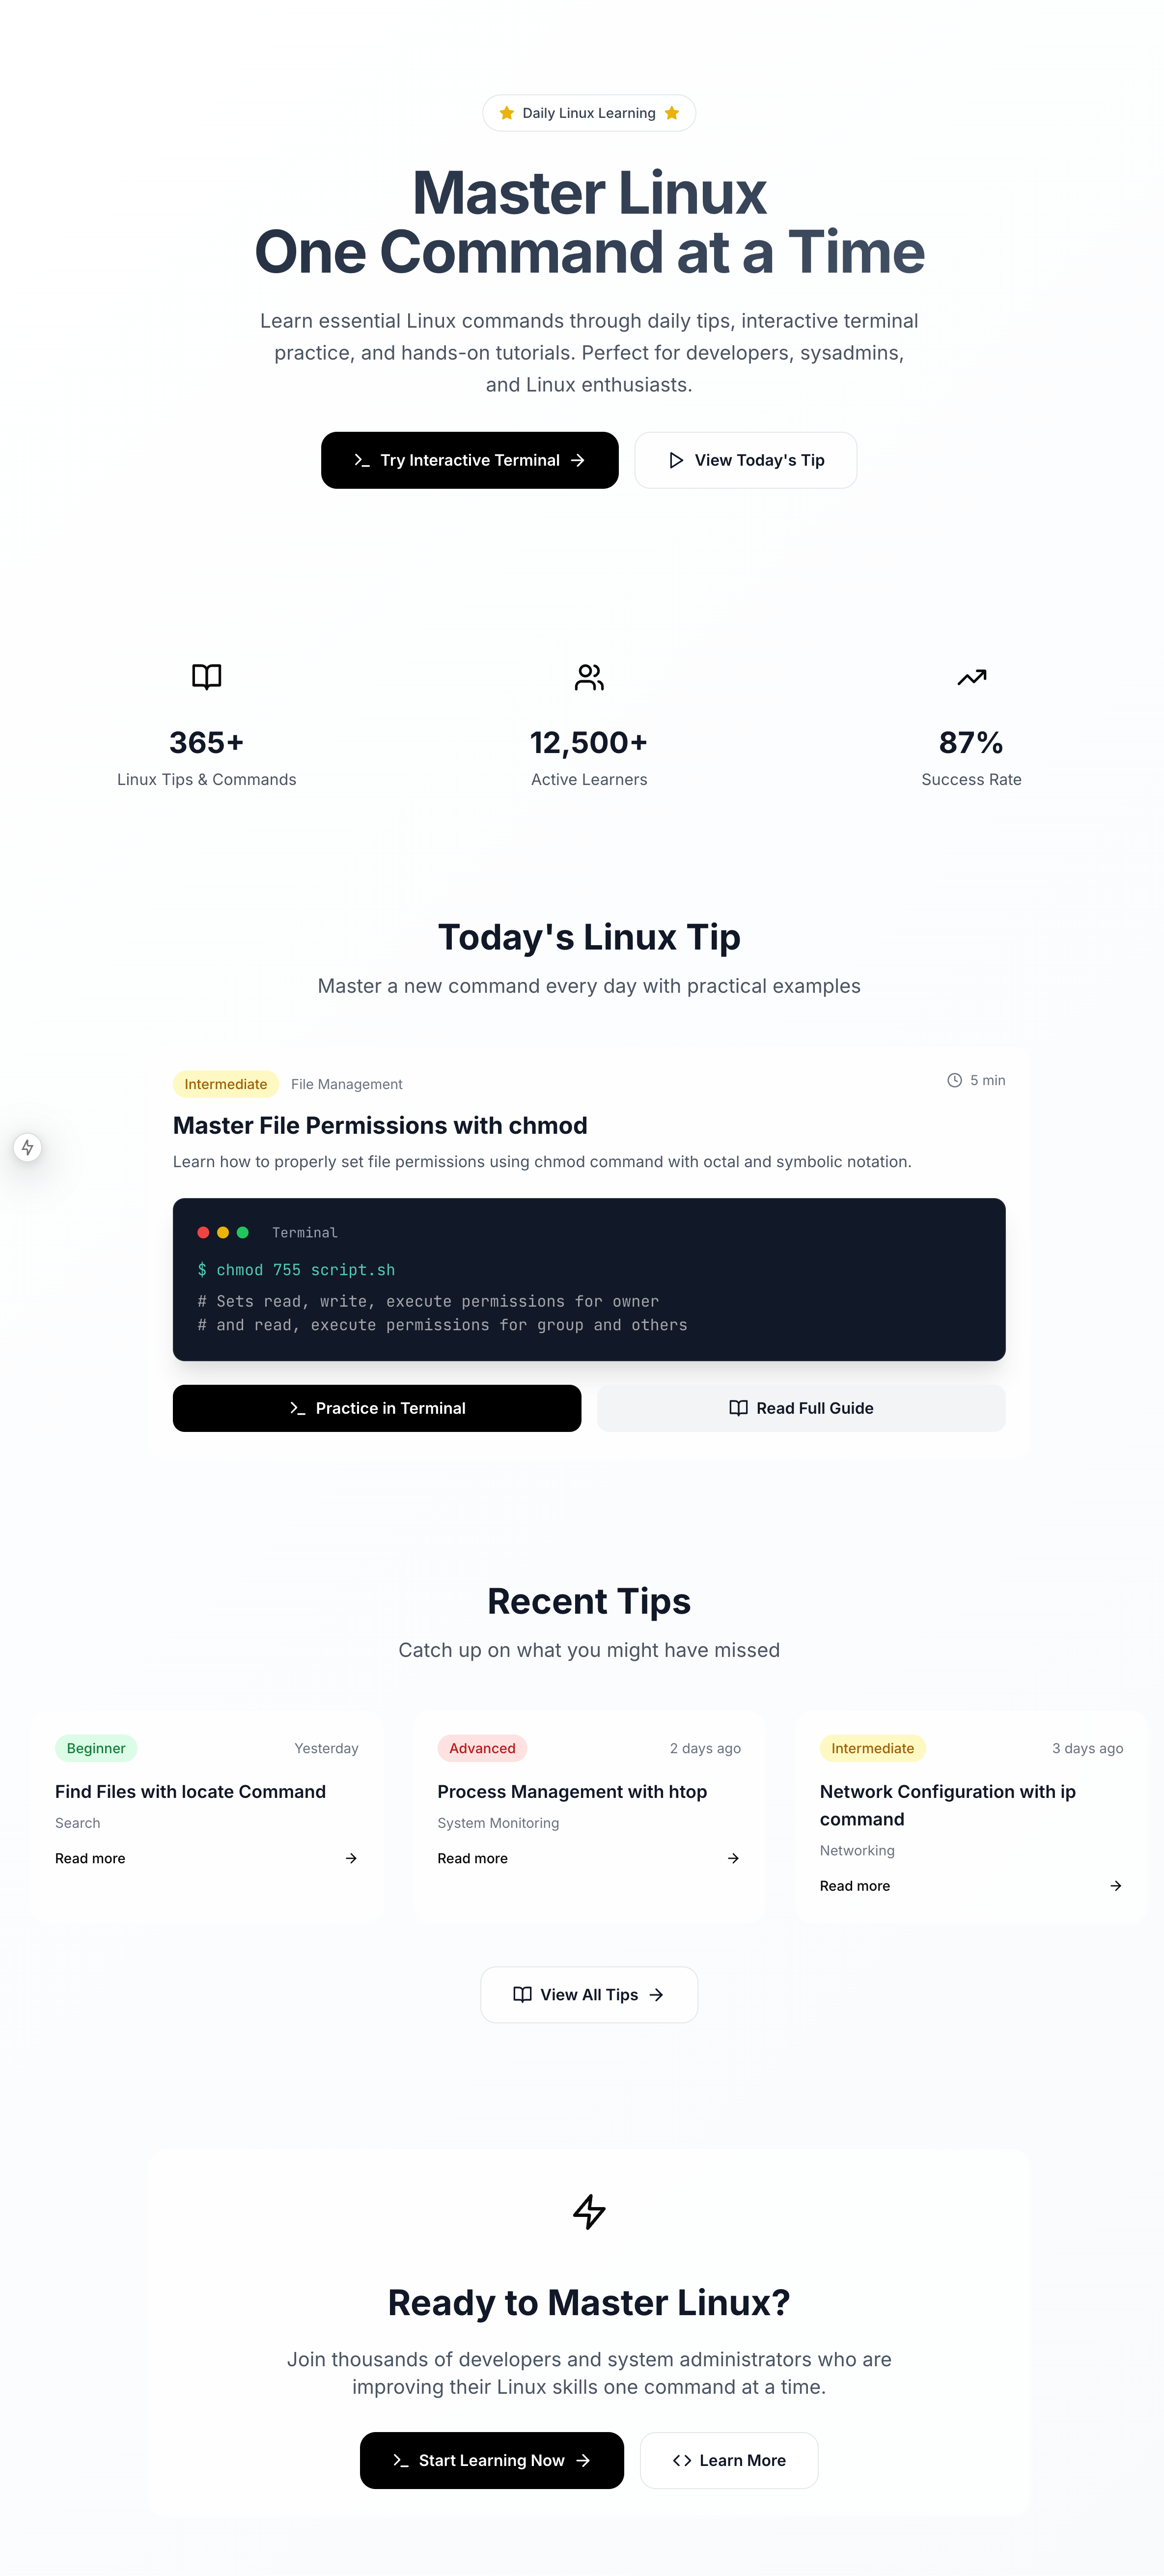 Daily Linux Learning
Master Linux
One Command at a Time
Learn essential Linux commands through daily tips, interactive terminal
practice, and hands-on tutorials. Perfect for developers, sysadmins,
and Linux enthusiasts.
Try Interactive Terminal
View Today's Tip
365+
Linux Tips & Commands
12,500+
Active Learners
87%
Success Rate
Today's Linux Tip
Master a new command every day with practical examples
Intermediate
File Management
5 min
Master File Permissions with chmod
Learn how to properly set file permissions using chmod command with octal and symbolic notation.
Terminal
$ chmod 755 script.sh
# Sets read, write, execute permissions for owner
# and read, execute permissions for group and others
Practice in Terminal
Read Full Guide
Recent Tips
Catch up on what you might have missed
Beginner
Yesterday
Find Files with locate Command
Search
Read more
Advanced
2 days ago
Process Management with htop
System Monitoring
Read more
Intermediate
3 days ago
Network Configuration with ip
command
Networking
Read more
View All Tips
Ready to Master Linux?
Join thousands of developers and system administrators who are
improving their Linux skills one command at a time.
Start Learning Now
Learn More